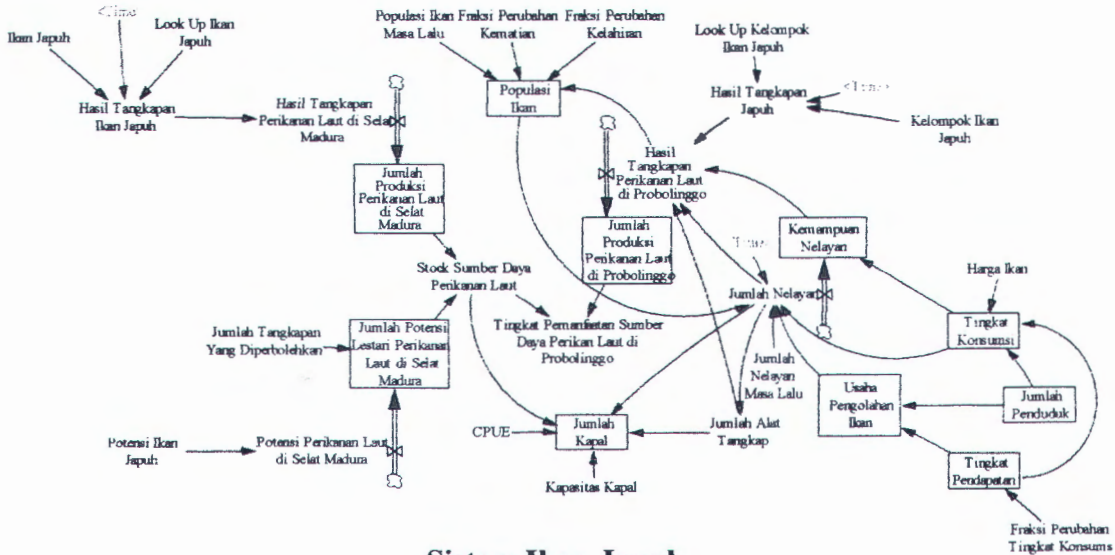 <Time
Ikan Japuh
Look Up Ikan
Japuh
Hasil Tangkapan
Ikan Japuh
Hasil Tangkapan
Perikanan Laut di Selat
Madura
Jumlah
Produksi
Perikanan Laut
di Selat
Madura
Populasi Ikan
Masa Lalu
Fraksi Perubahan
Kematian
Fraksi Perubahan
Kelahiran
Populasi
Ikan
Look Up Kelompok
Ikan Japuh
Hasil Tangkapan
Japuh
<Time>
Kelompok Ikan
Japuh
Hasil
Tangkapan
Perikanan Laut
di Probolinggo
Jumlah
Produksi
Perikanan Laut
di Probolinggo
Stock Sumber Daya
Perikanan Laut
Tingkat Pemanfaatan Sumber
Daya Perikan Laut di
Probolinggo
Time
Jumlah Nelayan
Kemampuan
Nelayan
Harga Ikan
Tingkat
Konsumsi
Jumlah Tangkapan
Yang Diperbolehkan
Jumlah Potensi
Lestari Perikanan
Laut di Selat
Madura
Jumlah
Nelayan
Masa Lalu
Usaha
Pengolahan
Ikan
Jumlah
Penduduk
Potensi Ikan
Japuh
Potensi Perikanan Laut
di Selat Madura
CPUE
Jumlah
Kapal
Jumlah Alat
Tangkap
Kapasitas Kapal
Tingkat
Pendapatan
Fraksi Perubahan
Tingkat Konsums